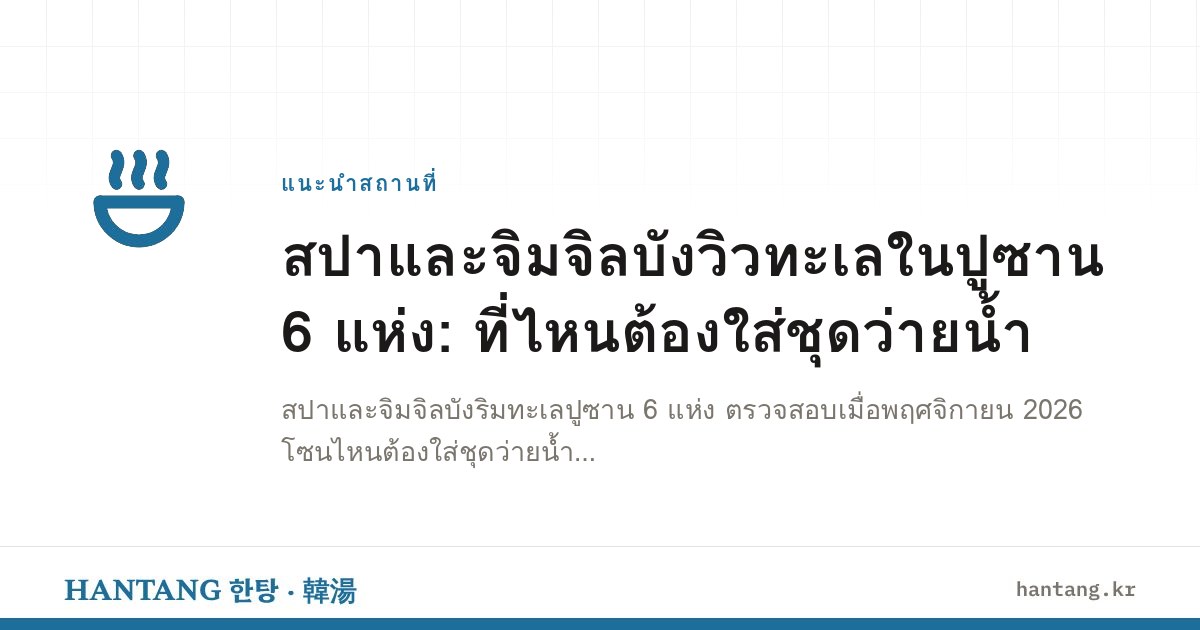 แนะนำสถานที่
สปาและจิมจิลบังวิวทะเลในปูซาน
6 แห่ง: ที่ไหนต้องใส่ชุดว่ายน้ำ
สปาและจิมจิลบังริมทะเลปูซาน 6 แห่ง ตรวจสอบเมื่อพฤศจิกายน 2026
โซนไหนต้องใส่ชุดว่ายน้ำ...
HANTANG 한탕 · 韓湯
hantang.kr